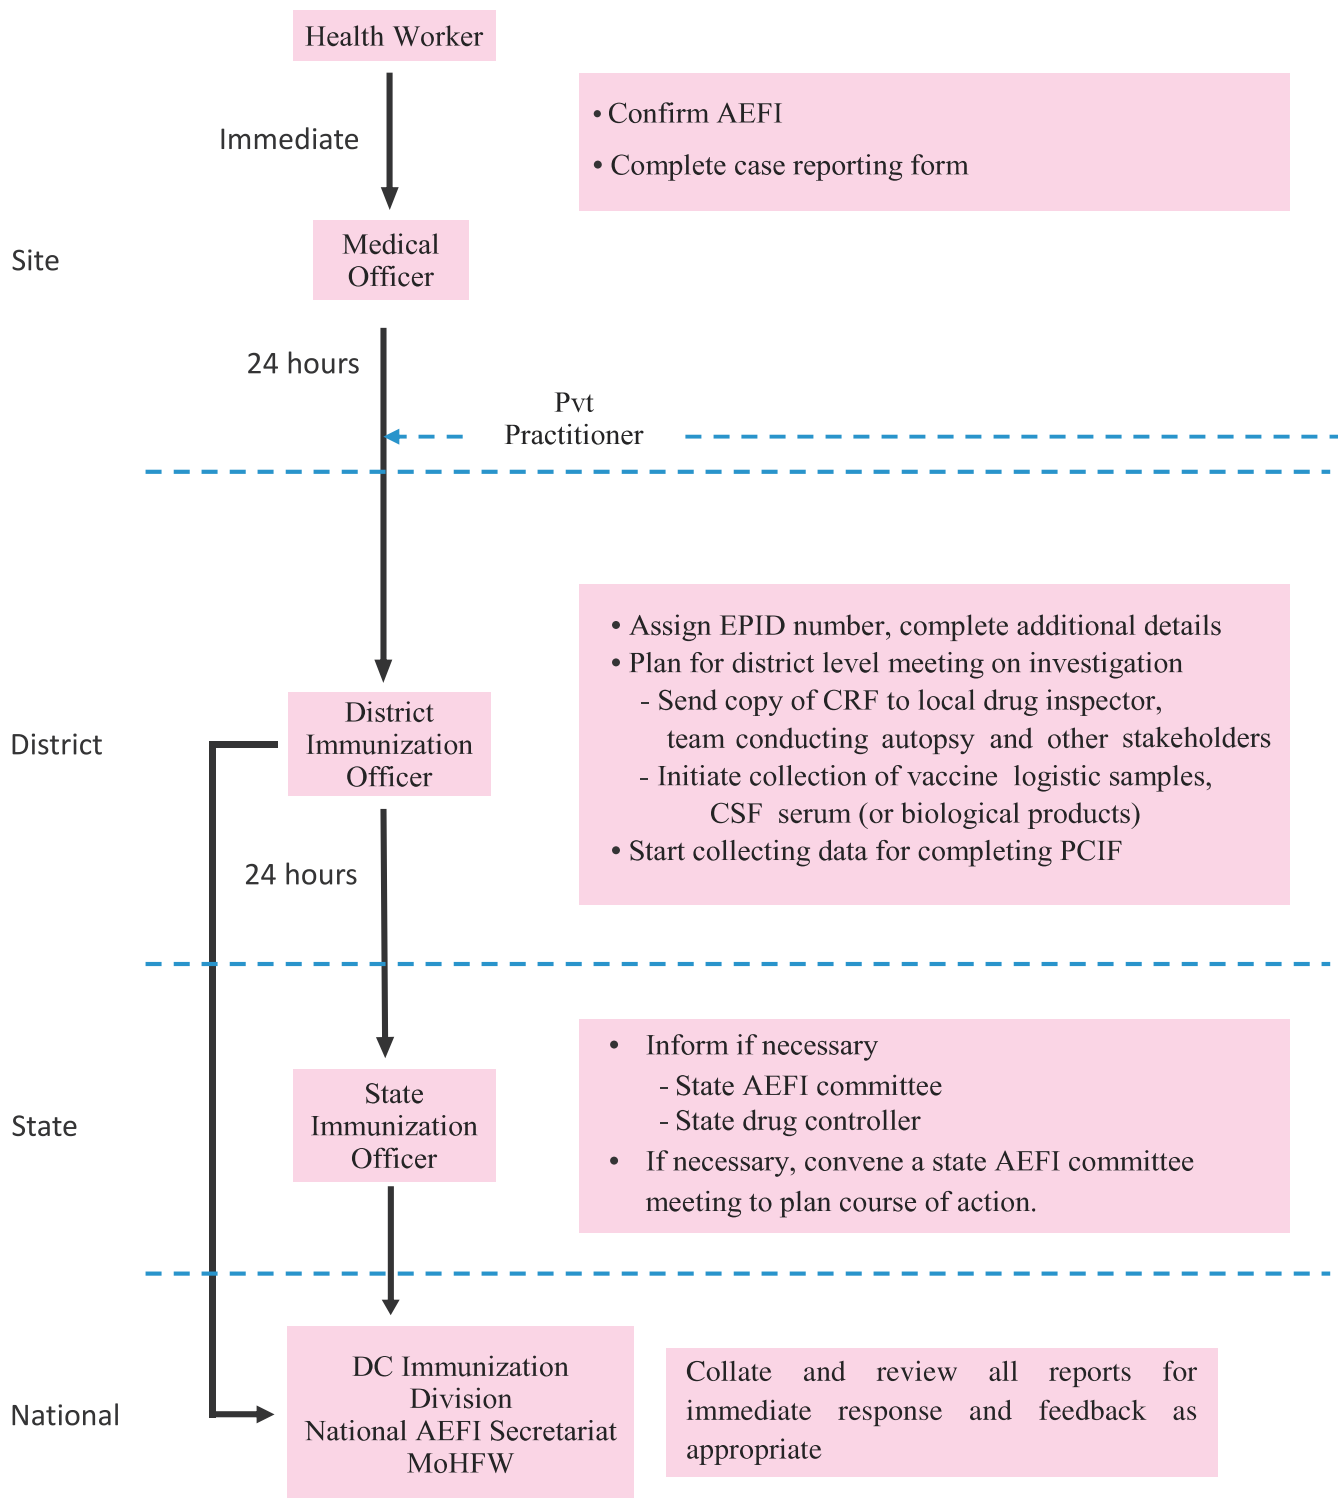 Health Worker
Immediate
• Confirm AEFI
• Complete case reporting form
Medical
Officer
Site
24 hours
Pvt
Practitioner
• Assign EPID number, complete additional details
• Plan for district level meeting on investigation
- Send copy of CRF to local drug inspector,
team conducting autopsy and other stakeholders
- Initiate collection of vaccine logistic samples,
CSF serum (or biological products)
• Start collecting data for completing PCIF
District
Immunization
Officer
District
24 hours
• Inform if necessary
- State AEFI committee
- State drug controller
• If necessary, convene a state AEFI committee
meeting to plan course of action.
State
Immunization
Officer
State
DC Immunization
Division
National AEFI Secretariat
MoHFW
National
Collate and review all reports for
immediate response and feedback as
appropriate